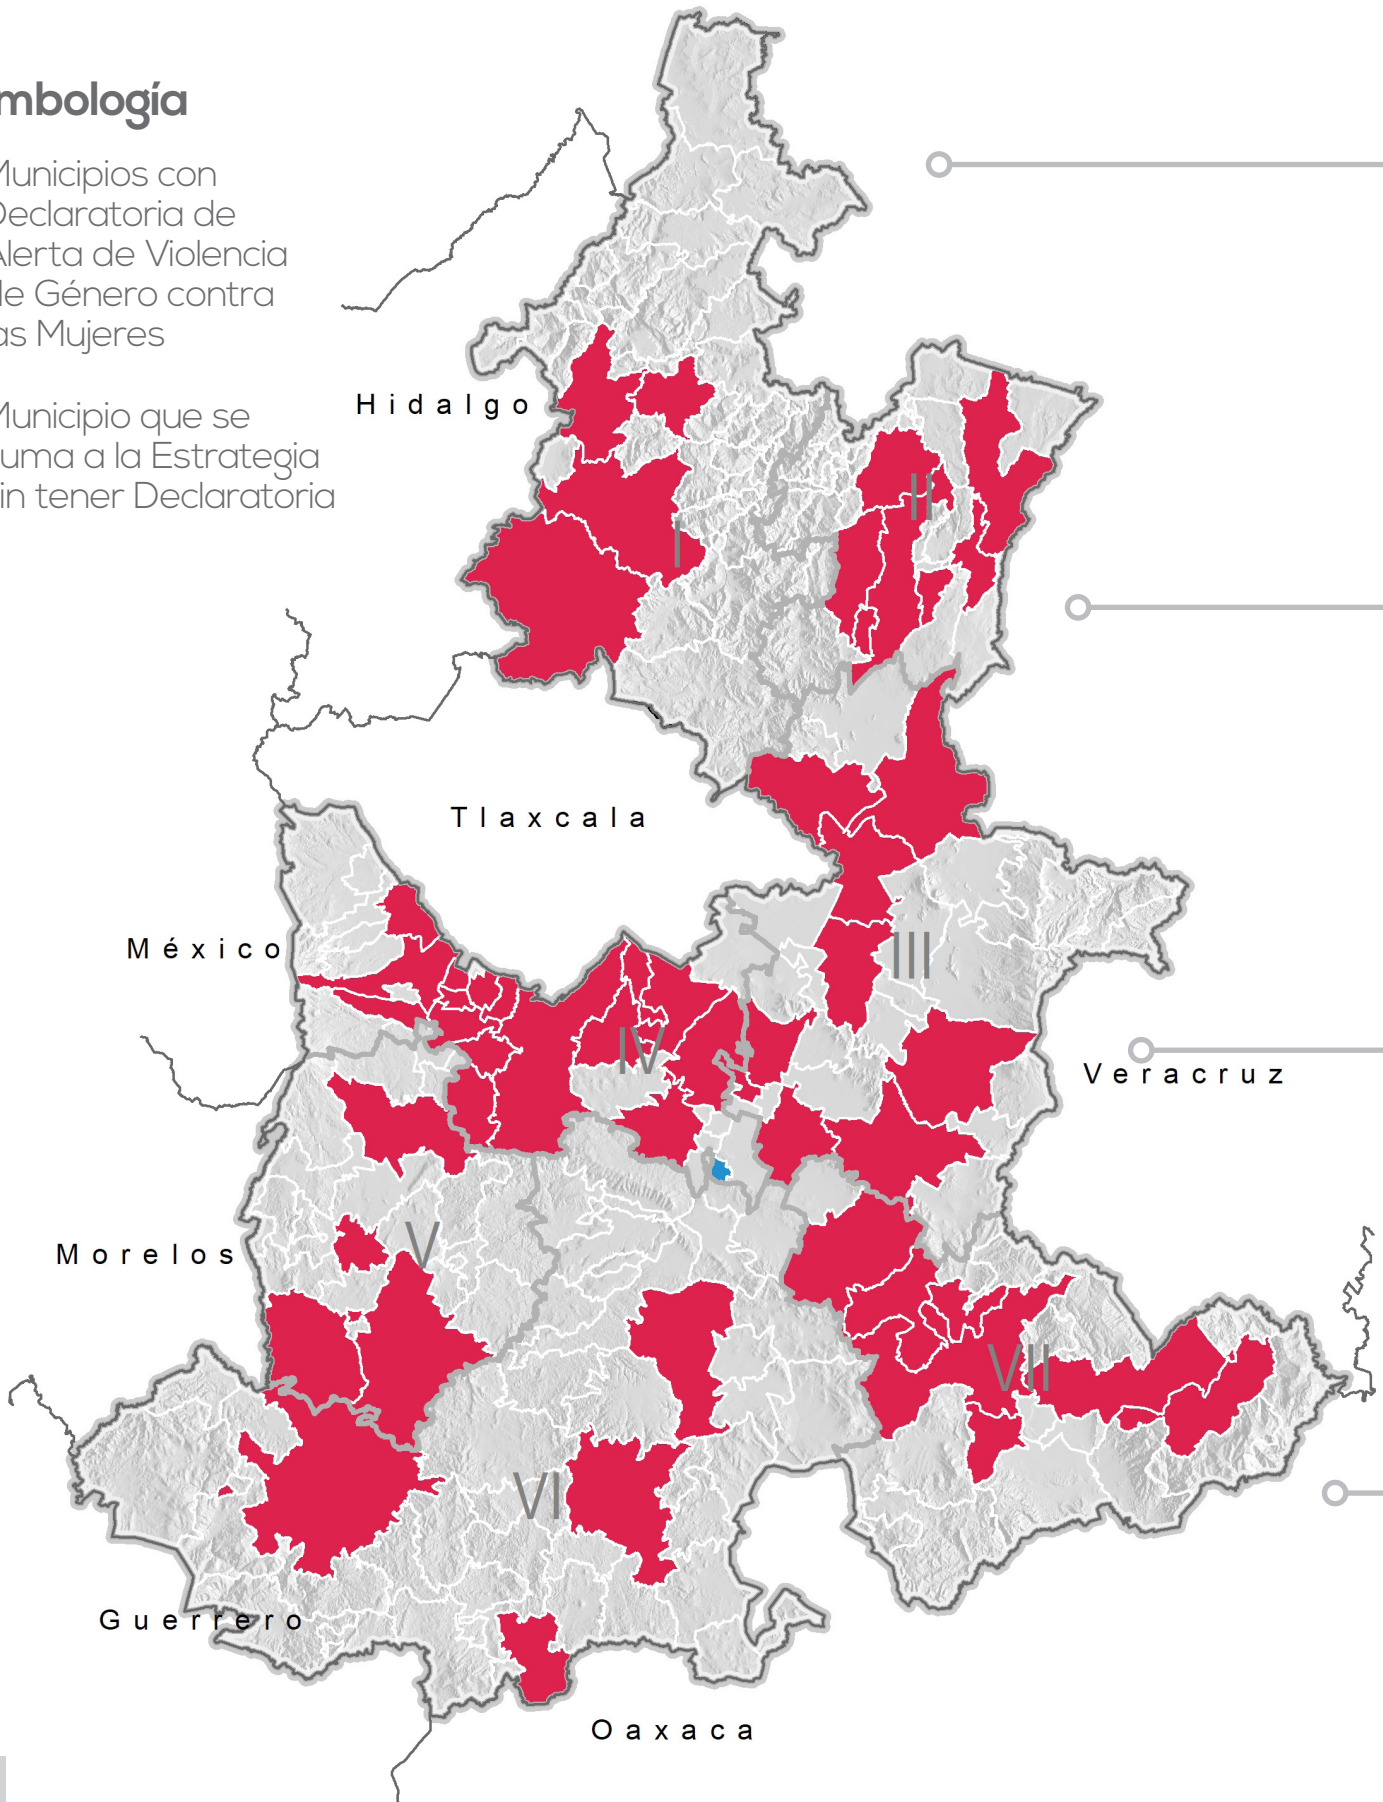 mbología
Municipios con
Declaratoria de
Alerta de Violencia
de Género contra
as Mujeres
Municipio que se
uma a la Estrategia
in tener Declaratoria
Hidalgo
I
II
Tlaxcala
México
III
IV
Veracruz
Morelos
V
VII
VI
Guerrero
Oaxaca